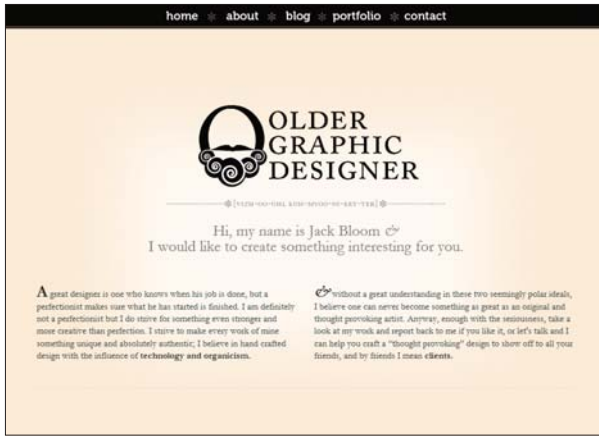 home about blog portfolio contact
OLDER
GRAPHIC
DESIGNER
Hi, my name is Jack Bloom &
I would like to create something interesting for you.
A great designer is one who knows when his job is done, but a
perfectionist makes sure what he has started is finished. I am definitely
not a perfectionist but I do strive for something even stronger and
more creative than perfection. I strive to make every work of mine
something unique and absolutely authentic; I believe in hand crafted
design with the influence of technology and organicism.
& without a great understanding in these two seemingly polar ideals,
I believe one can never become something as great as an original and
thought provoking artist. Anyway, enough with the seriousness, take a
look at my work and report back to me if you like it, or let's talk and I
can help you craft a "thought provoking" design to show off to all your
friends, and by friends I mean clients.